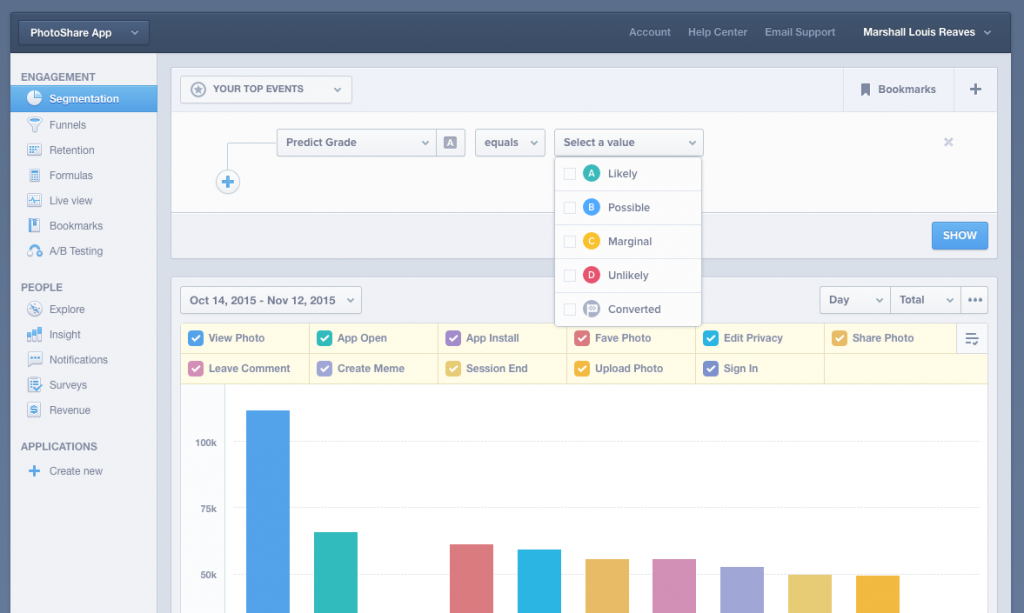 PhotoShare App
Account Help Center Email Support Marshall Louis Reaves
ENGAGEMENT
Segmentation
Funnels
Retention
Formulas
Live view
Bookmarks
A/B Testing
PEOPLE
Explore
Insight
Notifications
Surveys
Revenue
APPLICATIONS
Create new
YOUR TOP EVENTS
Bookmarks
Predict Grade A equals Select a value
A Likely
B Possible
C Marginal
D Unlikely
Converted
SHOW
Oct 14, 2015 - Nov 12, 2015 Day Total
View Photo App Open App Install Fave Photo Edit Privacy Share Photo
Leave Comment Create Meme Session End Upload Photo Sign In
100k
75k
50k